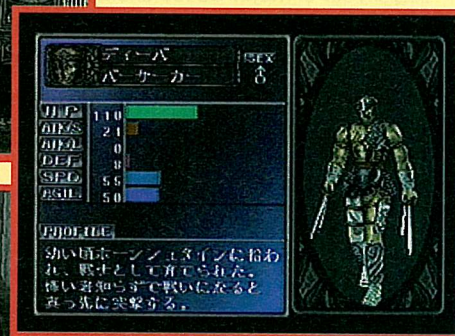 ディーバ
バーサーカー
SEX
♂
H.P. 110
ATK/S 21
ATK/L 0
DEF 8
SPD 55
AGIL 50
PROFILE
幼い頃ホーンシュタインに拾わ
れ、戦士として育てられた。
怖い者知らずで戦いになると
真っ先に突撃する。